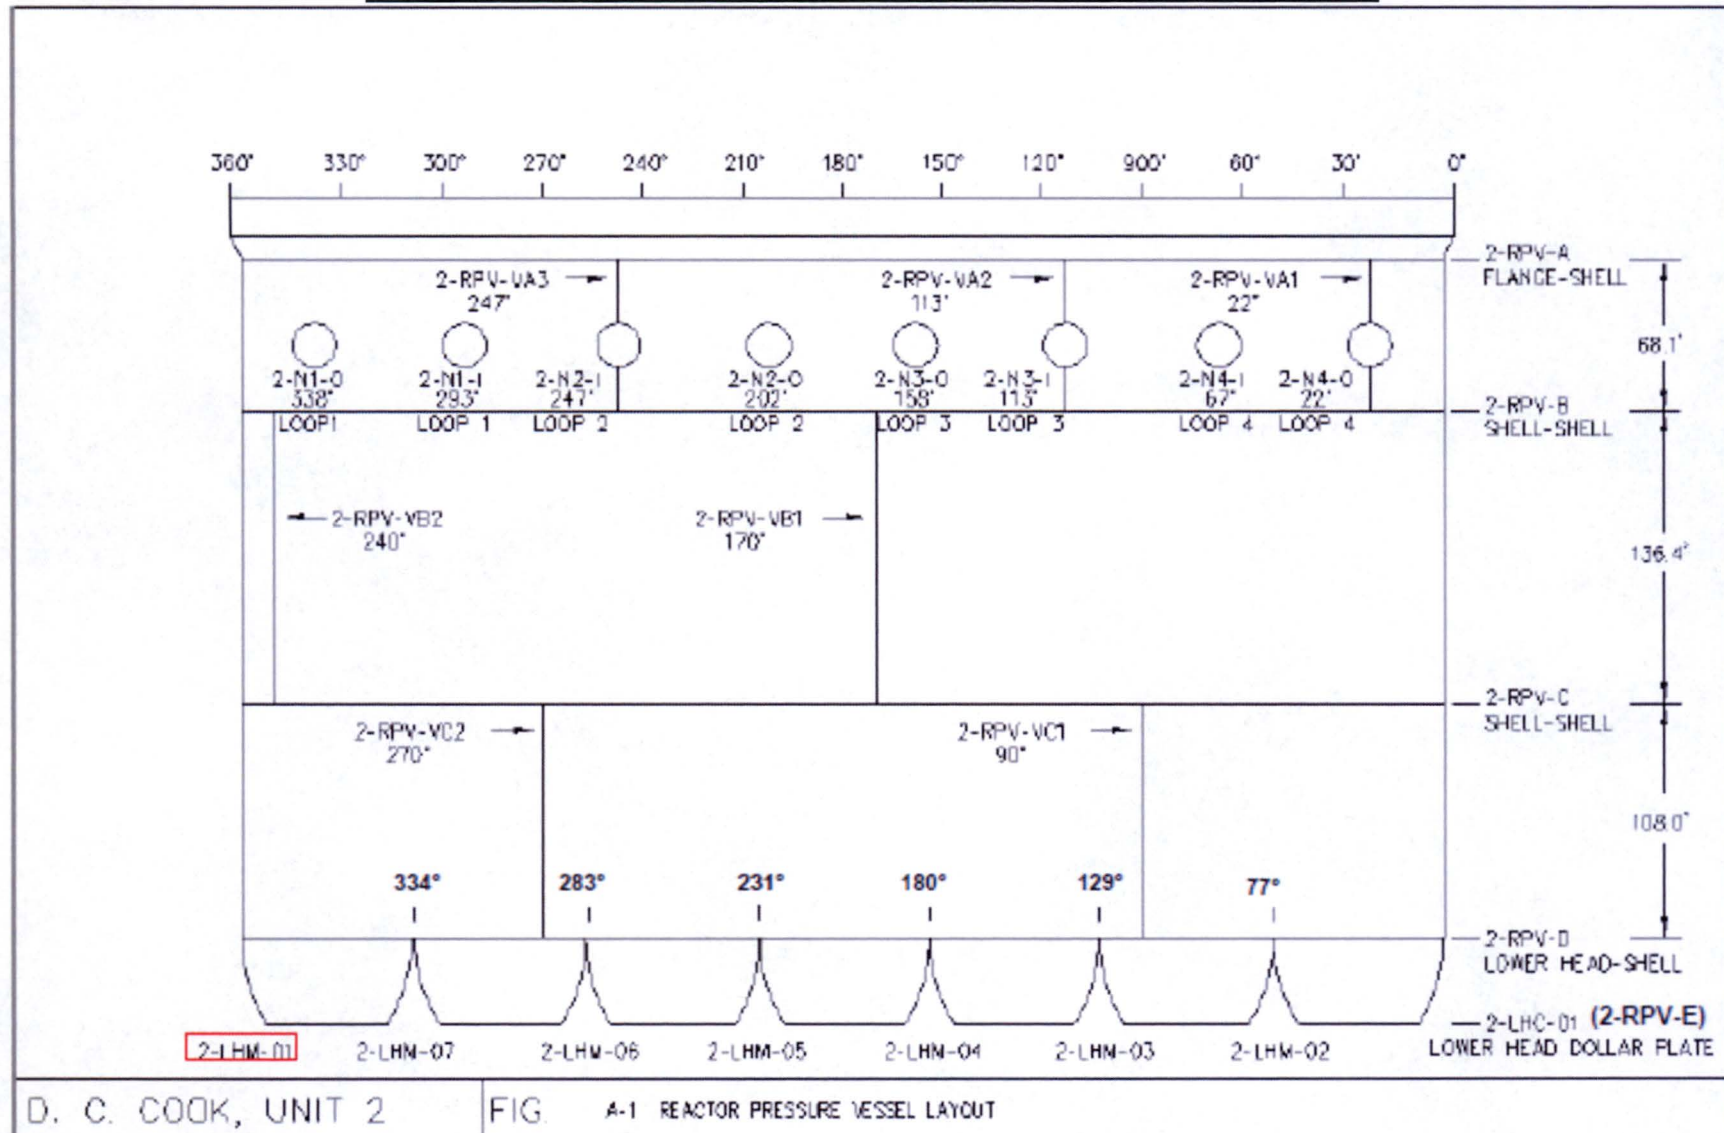 360° 330° 300° 270° 240° 210° 180° 150° 120° 900° 60° 30° 0°
2-RPV-A
FLANGE-SHELL
2-RPV-VA3 2-RPV-VA2 2-RPV-VA1
247° 113° 22°
68.1"
2-N1-O 2-N1-I 2-N2-I 2-N2-O 2-N3-O 2-N3-I 2-N4-I 2-N4-O
338° 293° 247° 202° 158° 113° 67° 22°
LOOP1 LOOP 1 LOOP 2 LOOP 2 LOOP 3 LOOP 3 LOOP 4 LOOP 4
2-RPV-B
SHELL-SHELL
2-RPV-VB2 2-RPV-VB1
240° 170°
136.4"
2-RPV-C
SHELL-SHELL
2-RPV-VC2 2-RPV-VC1
270° 90°
108.0"
334° 283° 231° 180° 129° 77°
2-RPV-D
LOWER HEAD-SHELL
2-LHC-01 (2-RPV-E)
LOWER HEAD DOLLAR PLATE
2-LHM-01 2-LHM-07 2-LHM-06 2-LHM-05 2-LHM-04 2-LHM-03 2-LHM-02
D. C. COOK, UNIT 2 FIG. A-1 REACTOR PRESSURE VESSEL LAYOUT